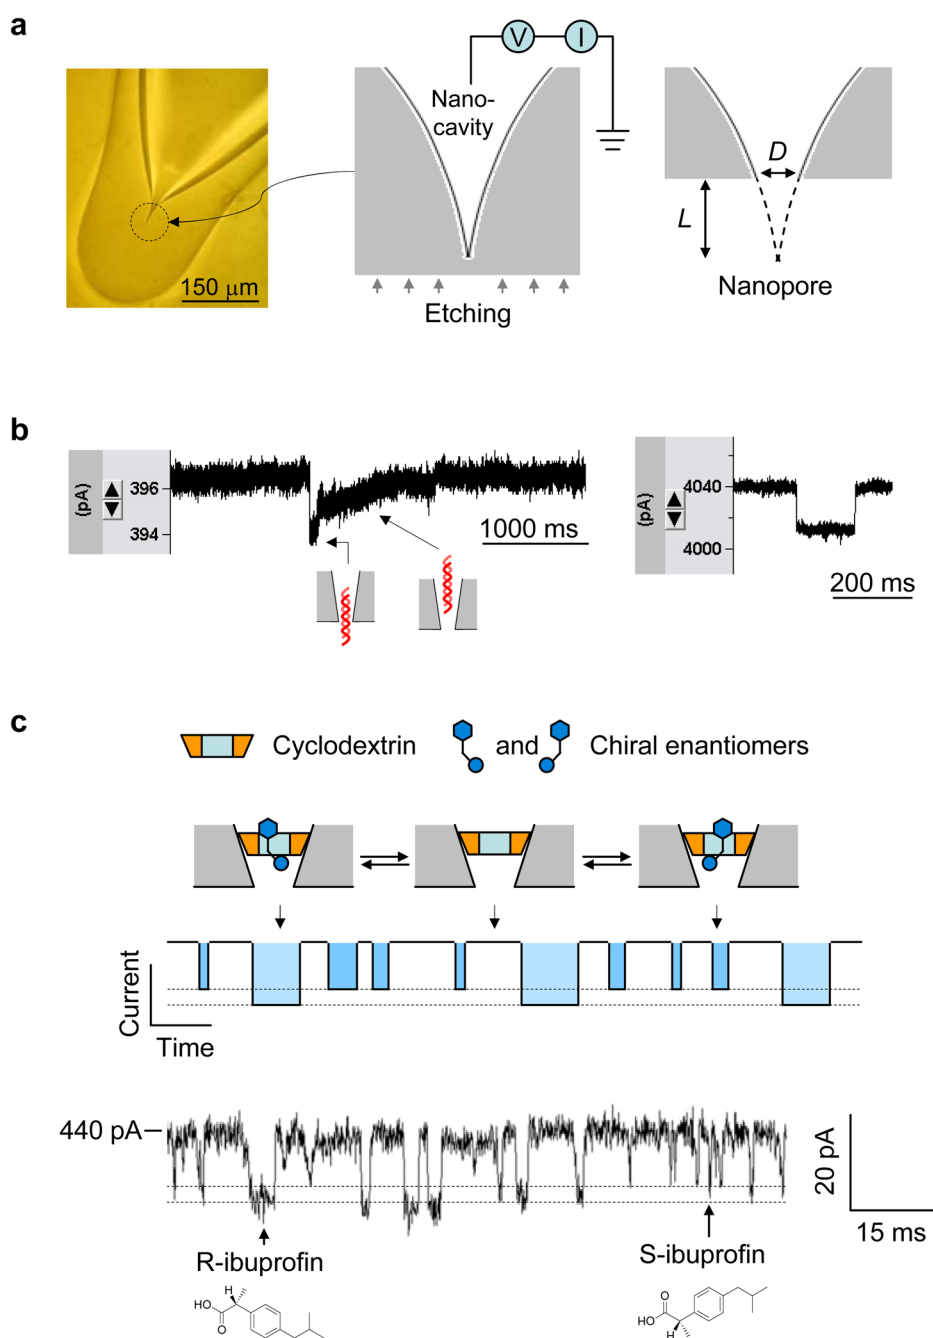 a
V
I
Nano-
cavity
D
L
150 μm
Etching
Nanopore
b
(pA)
396
394
1000 ms
(pA)
4040
4000
200 ms
c
Cyclodextrin
and
Chiral enantiomers
Current
Time
440 pA
20 pA
15 ms
R-ibuprofin
S-ibuprofin
H
HO
O
O
HO
H